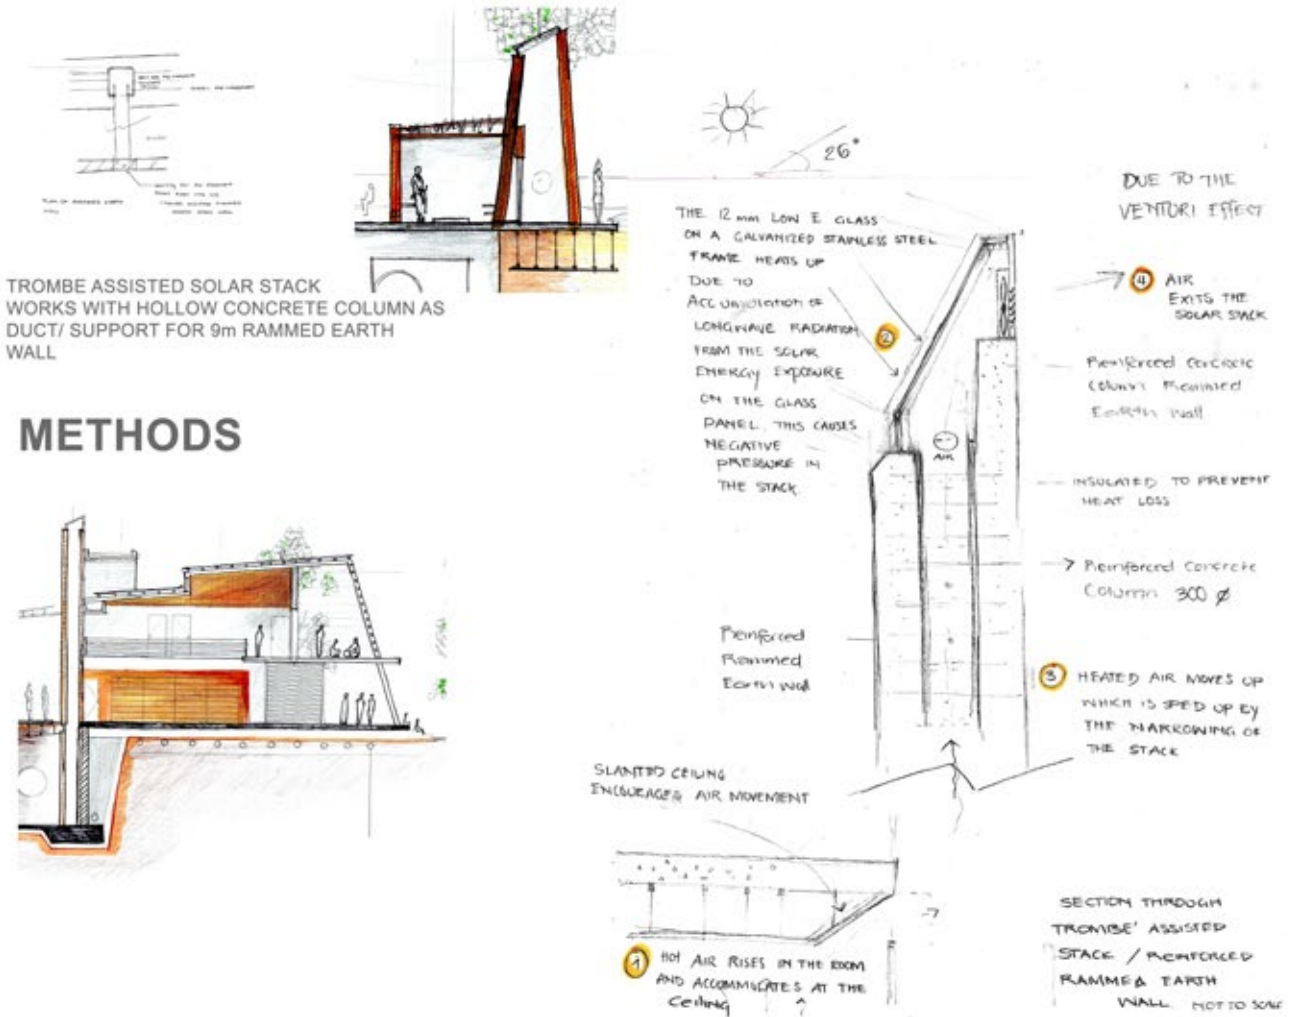 TROMBE ASSISTED SOLAR STACK
WORKS WITH HOLLOW CONCRETE COLUMN AS
DUCT/ SUPPORT FOR 9m RAMMED EARTH
WALL
METHODS
26°
THE 12 mm LOW E GLASS
ON A GALVANIZED STAINLESS STEEL
FRAME HEATS UP
DUE TO
ACCUMULATION OF
LONGWAVE RADIATION
FROM THE SOLAR
ENERGY EXPOSURE
ON THE GLASS
PANEL. THIS CAUSES
NEGATIVE
PRESSURE IN
THE STACK.
2
AIR
DUE TO THE
VENTURI EFFECT
4 AIR
EXITS THE
SOLAR STACK
Reinforced Concrete
Column Rammed
Earth Wall
INSULATED TO PREVENT
HEAT LOSS
Reinforced Concrete
Column 300 Ø
Reinforced
Rammed
Earth Wall
3 HEATED AIR MOVES UP
WHICH IS SPED UP BY
THE NARROWING OF
THE STACK
SLANTED CEILING
ENCOURAGES AIR MOVEMENT
1 HOT AIR RISES IN THE ROOM
AND ACCOMMULATES AT THE
Ceiling
SECTION THROUGH
TROMBE' ASSISTED
STACK / REINFORCED
RAMMED EARTH
WALL NOT TO SCALE